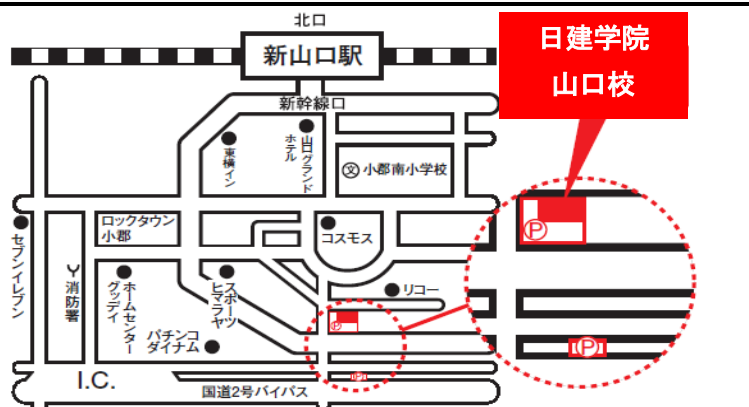 北口
新山口駅
新幹線口
日建学院
山口校
東横イン
山口グランド
ホテル
文 小郡南小学校
ロックタウン
小郡
コスモス
セブンイレブン
消防署
ホームセンター
グッデイ
スポーツ
ヒマラヤ
リコー
パチンコ
ダイナム
P
P
P
P
I.C.
国道2号バイパス